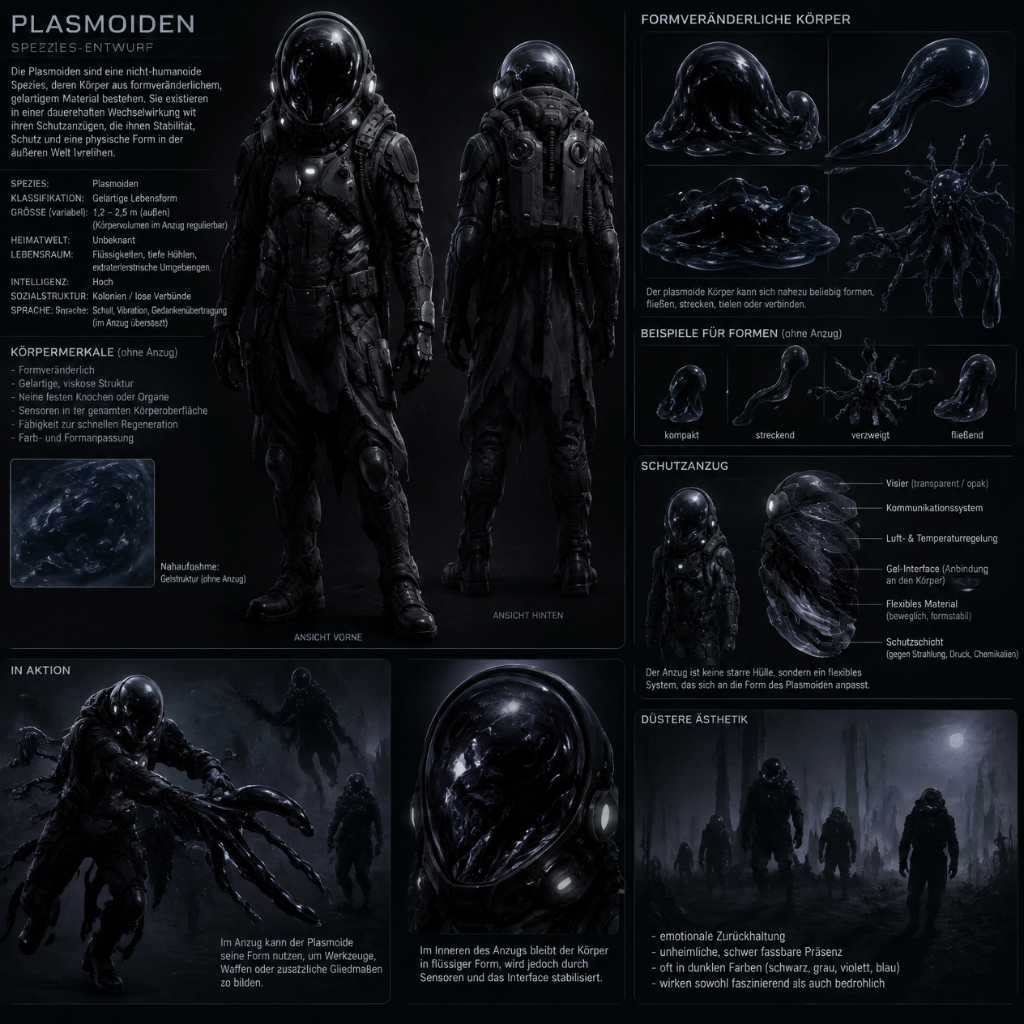 PLASMOIDEN
SPEZZIES-ENTWURF
Die Plasmoiden sind eine nicht-humanoide
Spezies, deren Körper aus formveränderlichem,
gelartigem Material bestehen. Sie existieren
in einer dauerehaften Wechselwirkung wit
ihren Schutzanzügen, die ihnen Stabilität,
Schutz und eine physische Form in der
äußeren Welt
SPEZIES: Plasmoiden
KLASSIFIKATION: Gelartige Lebensform
GRÖSSE (variabel): 1,2 – 2,5 m (außen)
(Körpervolumen im Anzug regulierbar)
HEIMATWELT: Unbeknant
LEBENSRAUM: Flüssigkeiten, tiefe Höhlen,
Umgebengen,
INTELLIGENZ: Hoch
SOZIALSTRUKTUR: Kolonien / lose Verbünde
SPRACHE: Schall, Vibration, Gedankenübertragung
(im Anzug übersetzt)
KÖRPERMERKALE (ohne Anzug)
- Formveränderlich
- Gelartige, viskose Struktur
- Neine festen Knochen oder Organe
- Sensoren in der gesamten Körperoberfläche
- Fähigkeit zur schnellen Regeneration
- Farb- und Formanpassung
Nahaufoshme:
Gelstruktur (ohne Anzug)
ANSICHT VORNE
ANSICHT HINTEN
FORMVERÄNDERLICHE KÖRPER
Der plasmoide Körper kann sich nahezu beliebig formen,
fließen, strecken, tielen oder verbinden.
BEISPIELE FÜR FORMEN (ohne Anzug)
kompakt
streckend
verzweigt
fließend
SCHUTZANZUG
Visier (transparent / opak)
Kommunikationssystem
Luft- & Temperaturregelung
Gel-Interface (Anbindung
an den Körper)
Flexibles Material
(beweglich, formstabil)
Schutzschicht
(gegen Strahlung, Druck, Chemikalien)
Der Anzug ist keine starre Hülle, sondern ein flexibles
System, das sich an die Form des Plasmoiden anpasst.
IN AKTION
Im Anzug kann der Plasmoide
seine Form nutzen, um Werkzeuge,
Waffen oder zusätzliche Gliedmaßen
zo bilden.
Im Inneren des Anzugs bleibt der Körper
in flüssiger Form, wird jedoch durch
Sensoren und das Interface stabilisiert.
DÜSTERE ÄSTHETIK
- emotionale Zurückhaltung
- unheimliche, schwer fassbare Präsenz
- oft in dunklen Farben (schwarz, grau, violett, blau)
- wirken sowohl faszinierend als auch bedrohlich